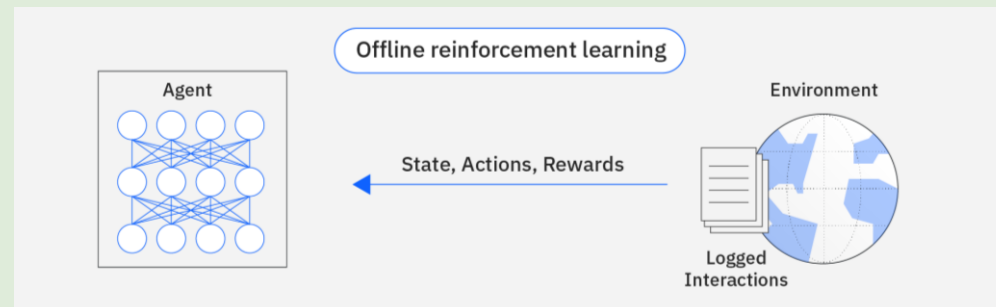 Offline reinforcement learning
Agent
Environment
State, Actions, Rewards
Logged
Interactions